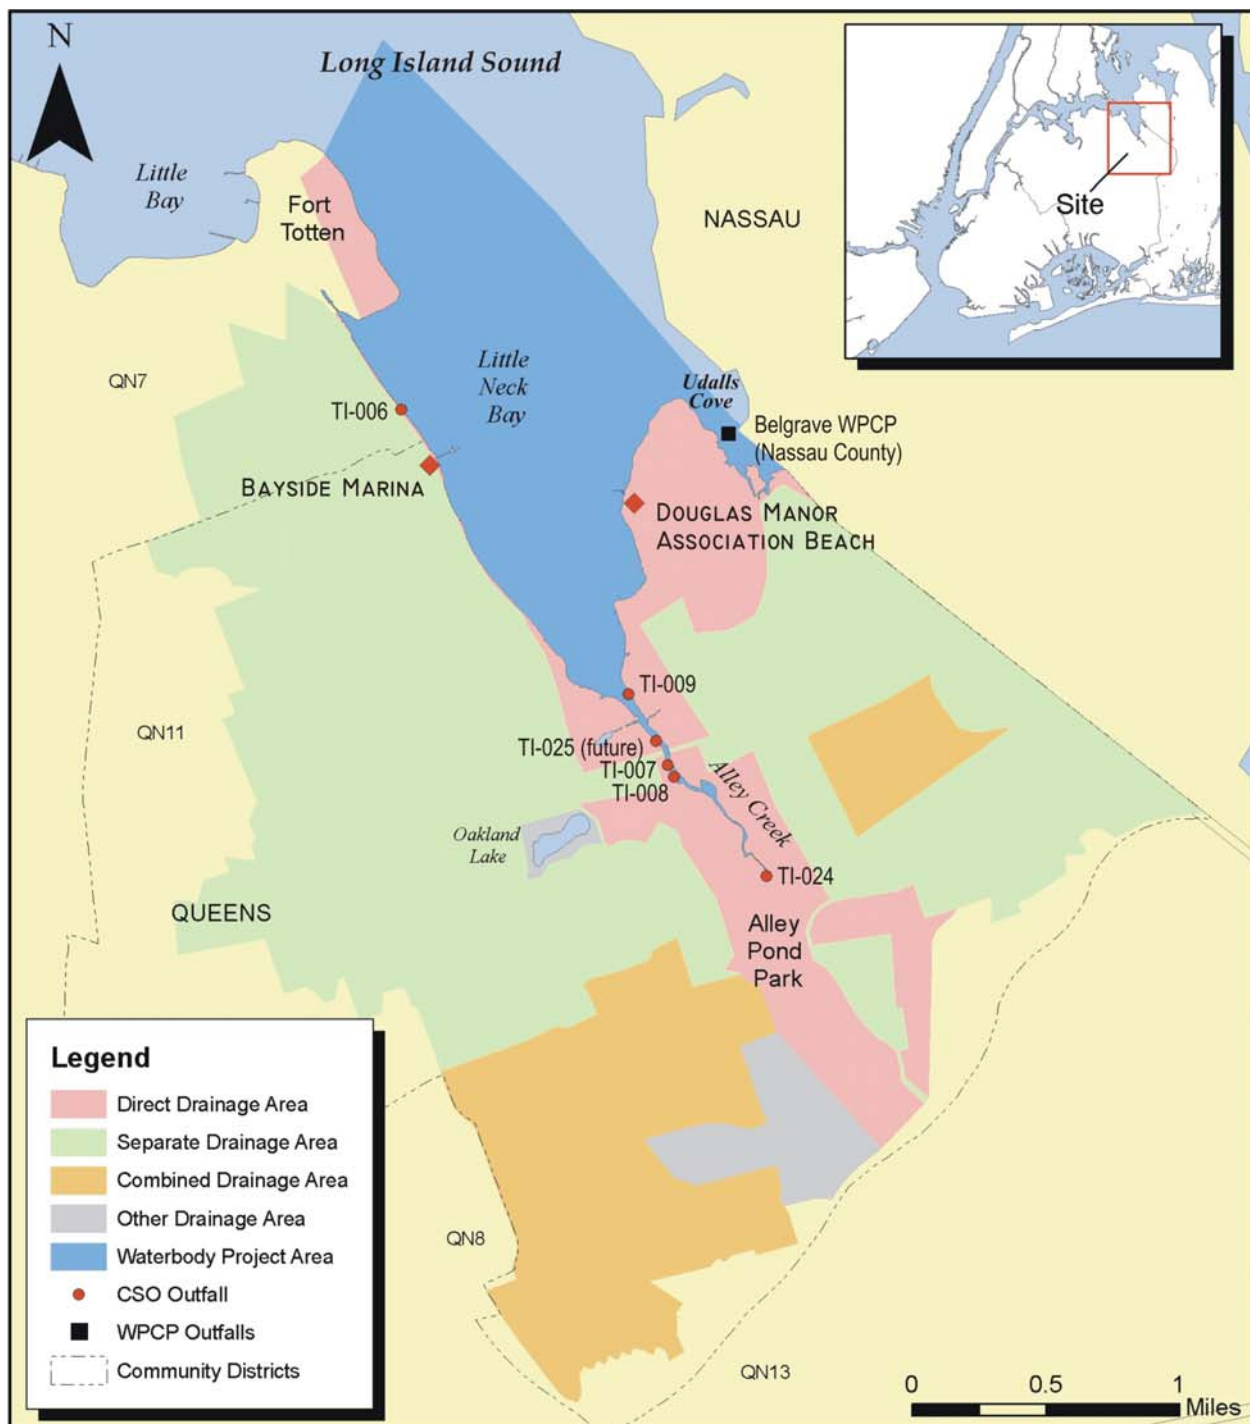 N
Long Island Sound
Little
Bay
Fort
Totten
NASSAU
Site
QN7
Little
Neck
Bay
Udalls
Cove
TI-006
Belgrave WPCP
(Nassau County)
BAYSIDE MARINA
DOUGLAS MANOR
ASSOCIATION BEACH
TI-009
QN11
TI-025 (future)
TI-007
TI-008
Alley Creek
Oakland
Lake
TI-024
QUEENS
Alley
Pond
Park
Legend
Direct Drainage Area
Separate Drainage Area
Combined Drainage Area
Other Drainage Area
Waterbody Project Area
CSO Outfall
WPCP Outfalls
Community Districts
QN8
QN13
0 0.5 1
Miles